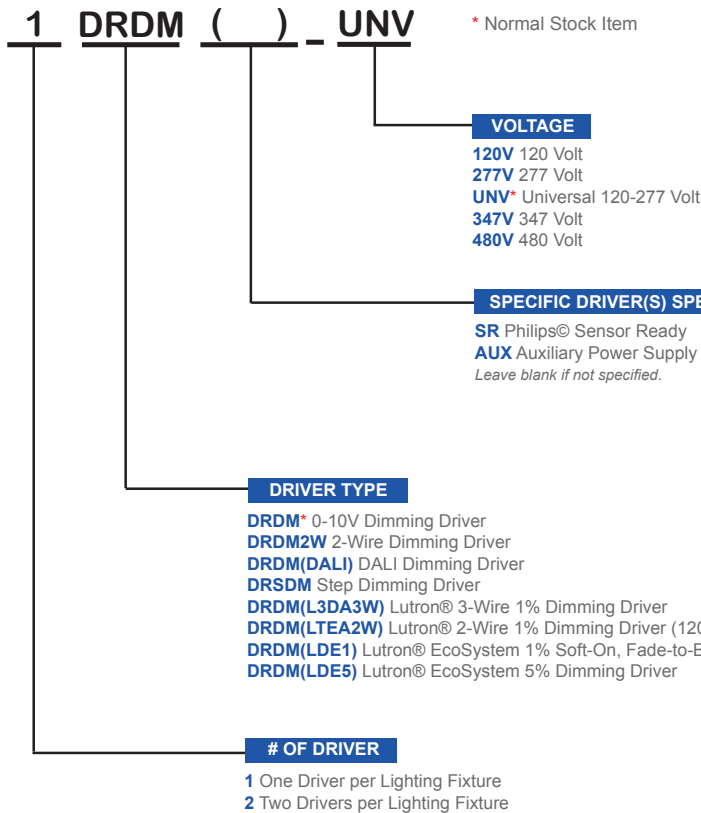 1 DRDM ( ) - UNV
* Normal Stock Item
VOLTAGE
120V 120 Volt
277V 277 Volt
UNV* Universal 120-277 Volt
347V 347 Volt
480V 480 Volt
SPECIFIC DRIVER(S)
SR Philips© Sensor Ready
AUX Auxiliary Power Supply
Leave blank if not specified.
DRIVER TYPE
DRDM* 0-10V Dimming Driver
DRDM2W 2-Wire Dimming Driver
DRDM(DALI) DALI Dimming Driver
DRSDM Step Dimming Driver
DRDM(L3DA3W) Lutron® 3-Wire 1% Dimming Driver
DRDM(LTEA2W) Lutron® 2-Wire 1% Dimming Driver
DRDM(LDE1) Lutron® EcoSystem 1% Soft-On,
DRDM(LDE5) Lutron® EcoSystem 5% Dimming Driver
# OF DRIVER
1 One Driver per Lighting Fixture
2 Two Drivers per Lighting Fixture